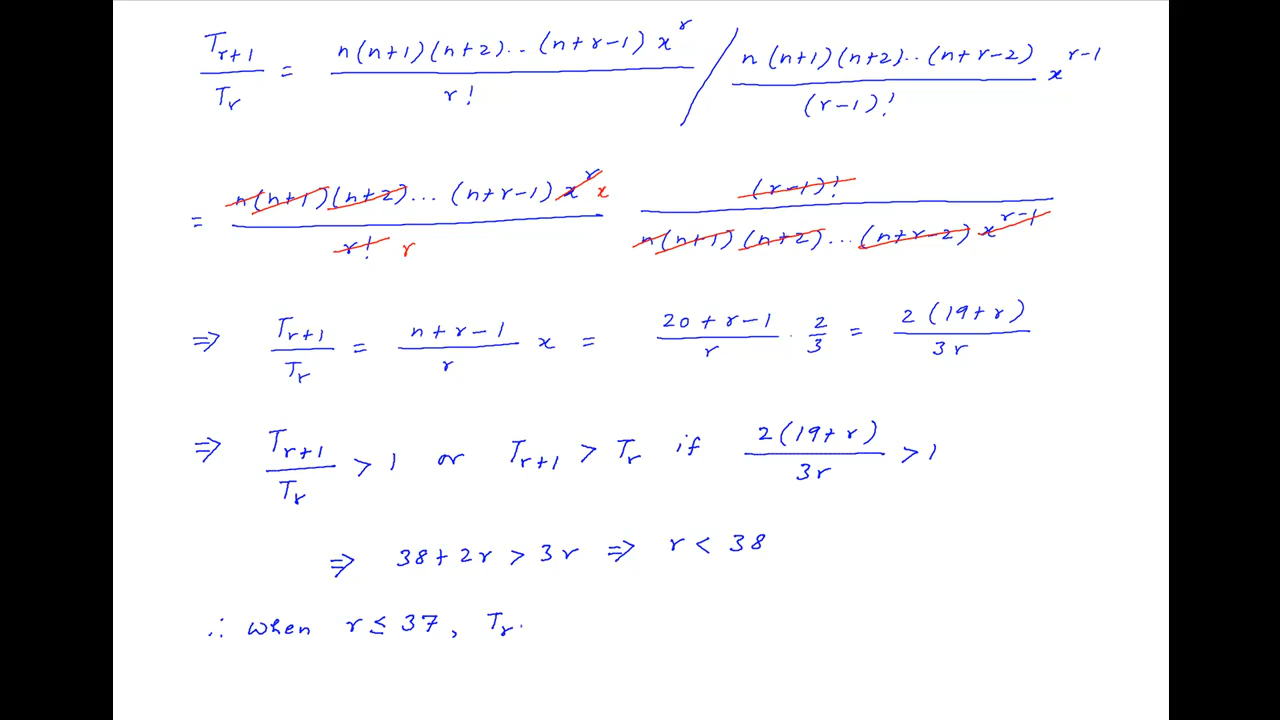 T_{r+1}/T_r = n(n+1)(n+2)..(n+r-1) x^r / r! / n(n+1)(n+2)..(n+r-2)/(r-1)! x^{r-1}
= n(n+1)(n+2)...(n+r-1) x^r x / r! r (r-1)! / n(n+1)(n+2)...(n+r-2) x^{r-1}
⇒ T_{r+1}/T_r = (n+r-1)/r x = (20+r-1)/r · 2/3 = 2(19+r)/3r
⇒ T_{r+1}/T_r > 1 or T_{r+1} > T_r if 2(19+r)/3r > 1
⇒ 38+2r > 3r ⇒ r < 38
∴ when r ≤ 37, T_r